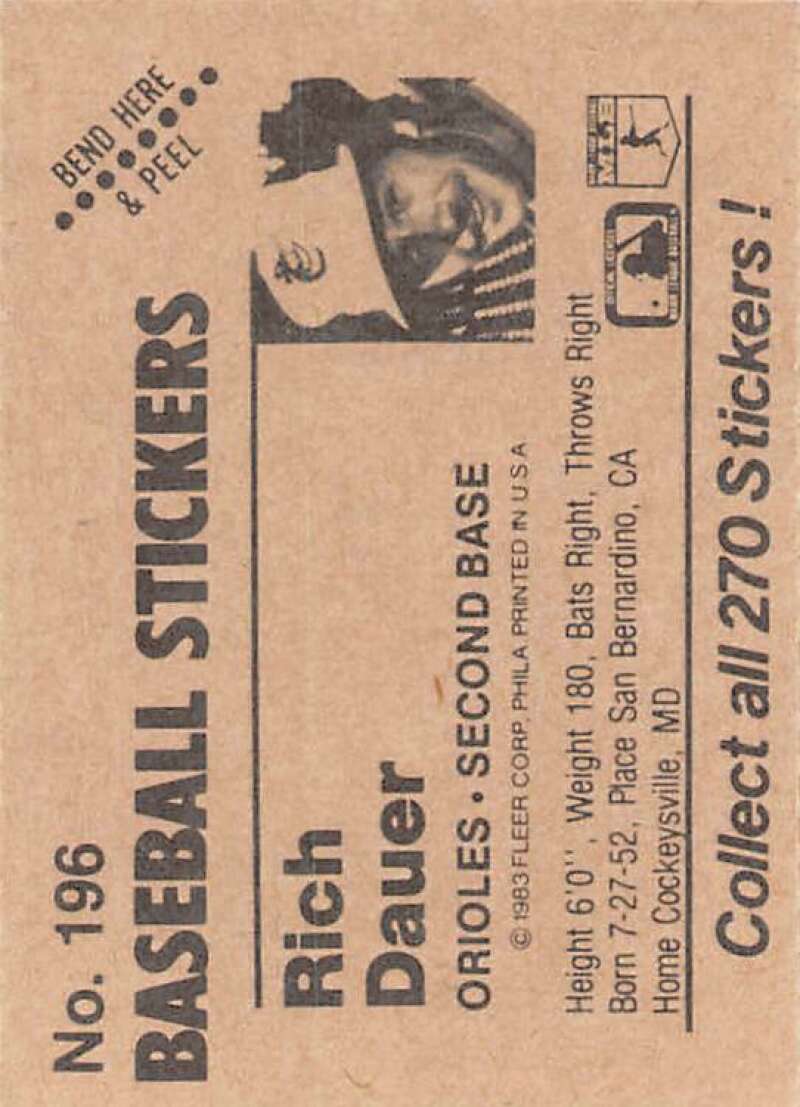 No. 196
BEND HERE
& PEEL
BASEBALL STICKERS
Rich
Dauer
ORIOLES • SECOND BASE
© 1983 FLEER CORP. PHILA PRINTED IN U S A
Height 6'0'', Weight 180, Bats Right, Throws Right
Born 7-27-52, Place San Bernardino, CA
Home Cockeysville, MD
Collect all 270 Stickers !